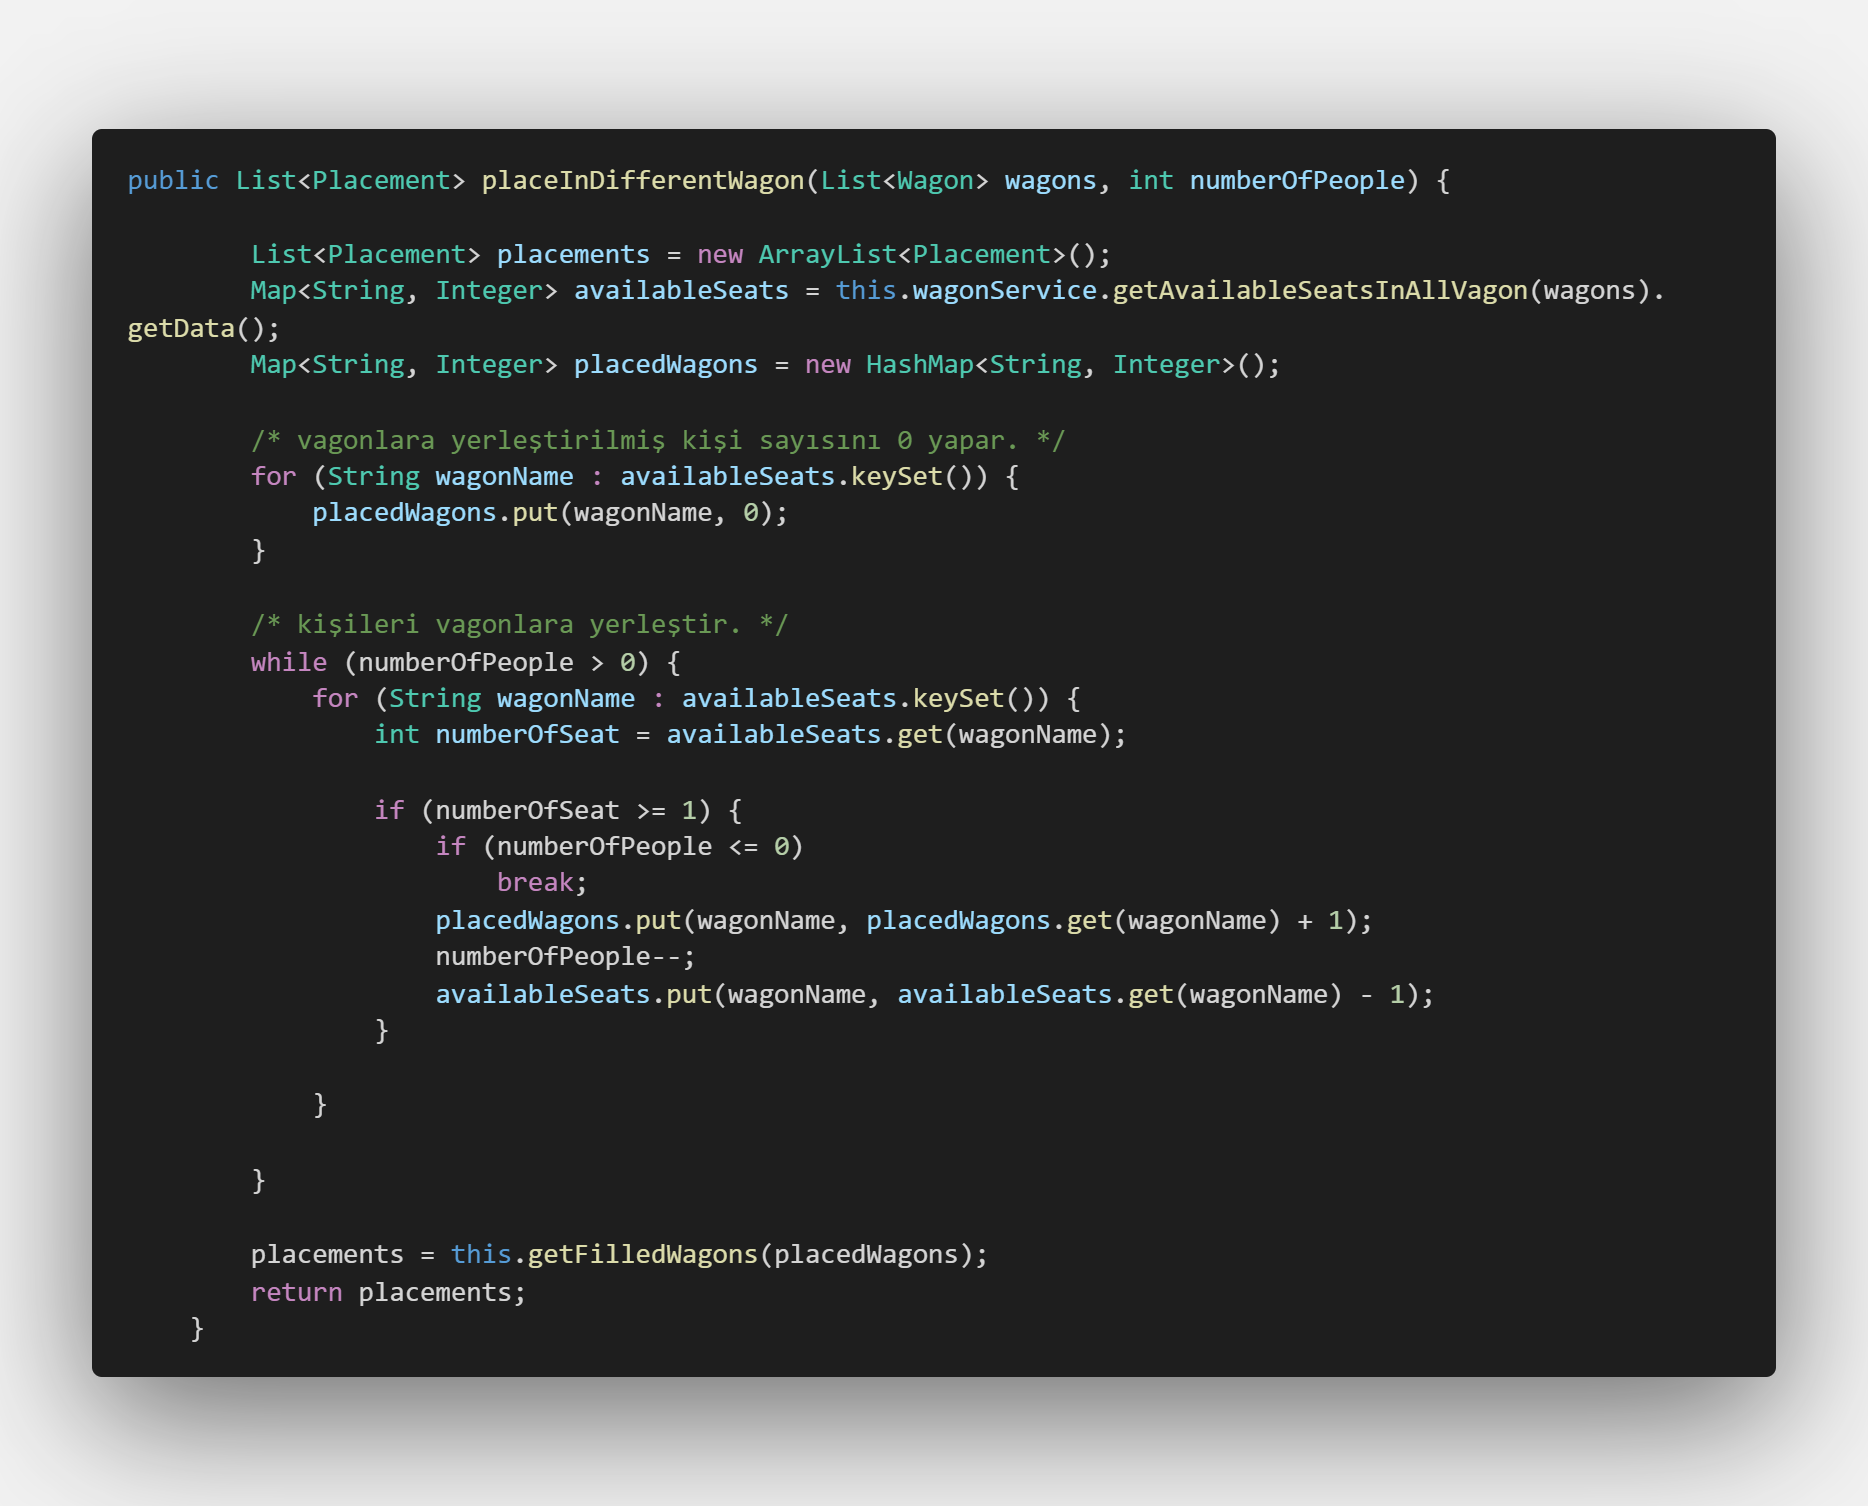 public List<Placement> placeInDifferentWagon(List<Wagon> wagons, int numberOfPeople) {
List<Placement> placements = new ArrayList<Placement>();
Map<String, Integer> availableSeats = this.wagonService.getAvailableSeatsInAllVagon(wagons).
getData();
Map<String, Integer> placedWagons = new HashMap<String, Integer>();
/* vagonlara yerleştirilmiş kişi sayısını 0 yapar. */
for (String wagonName : availableSeats.keySet()) {
placedWagons.put(wagonName, 0);
}
/* kişileri vagonlara yerleştir. */
while (numberOfPeople > 0) {
for (String wagonName : availableSeats.keySet()) {
int numberOfSeat = availableSeats.get(wagonName);
if (numberOfSeat >= 1) {
if (numberOfPeople <= 0)
break;
placedWagons.put(wagonName, placedWagons.get(wagonName) + 1);
numberOfPeople--;
availableSeats.put(wagonName, availableSeats.get(wagonName) - 1);
}
}
}
placements = this.getFilledWagons(placedWagons);
return placements;
}